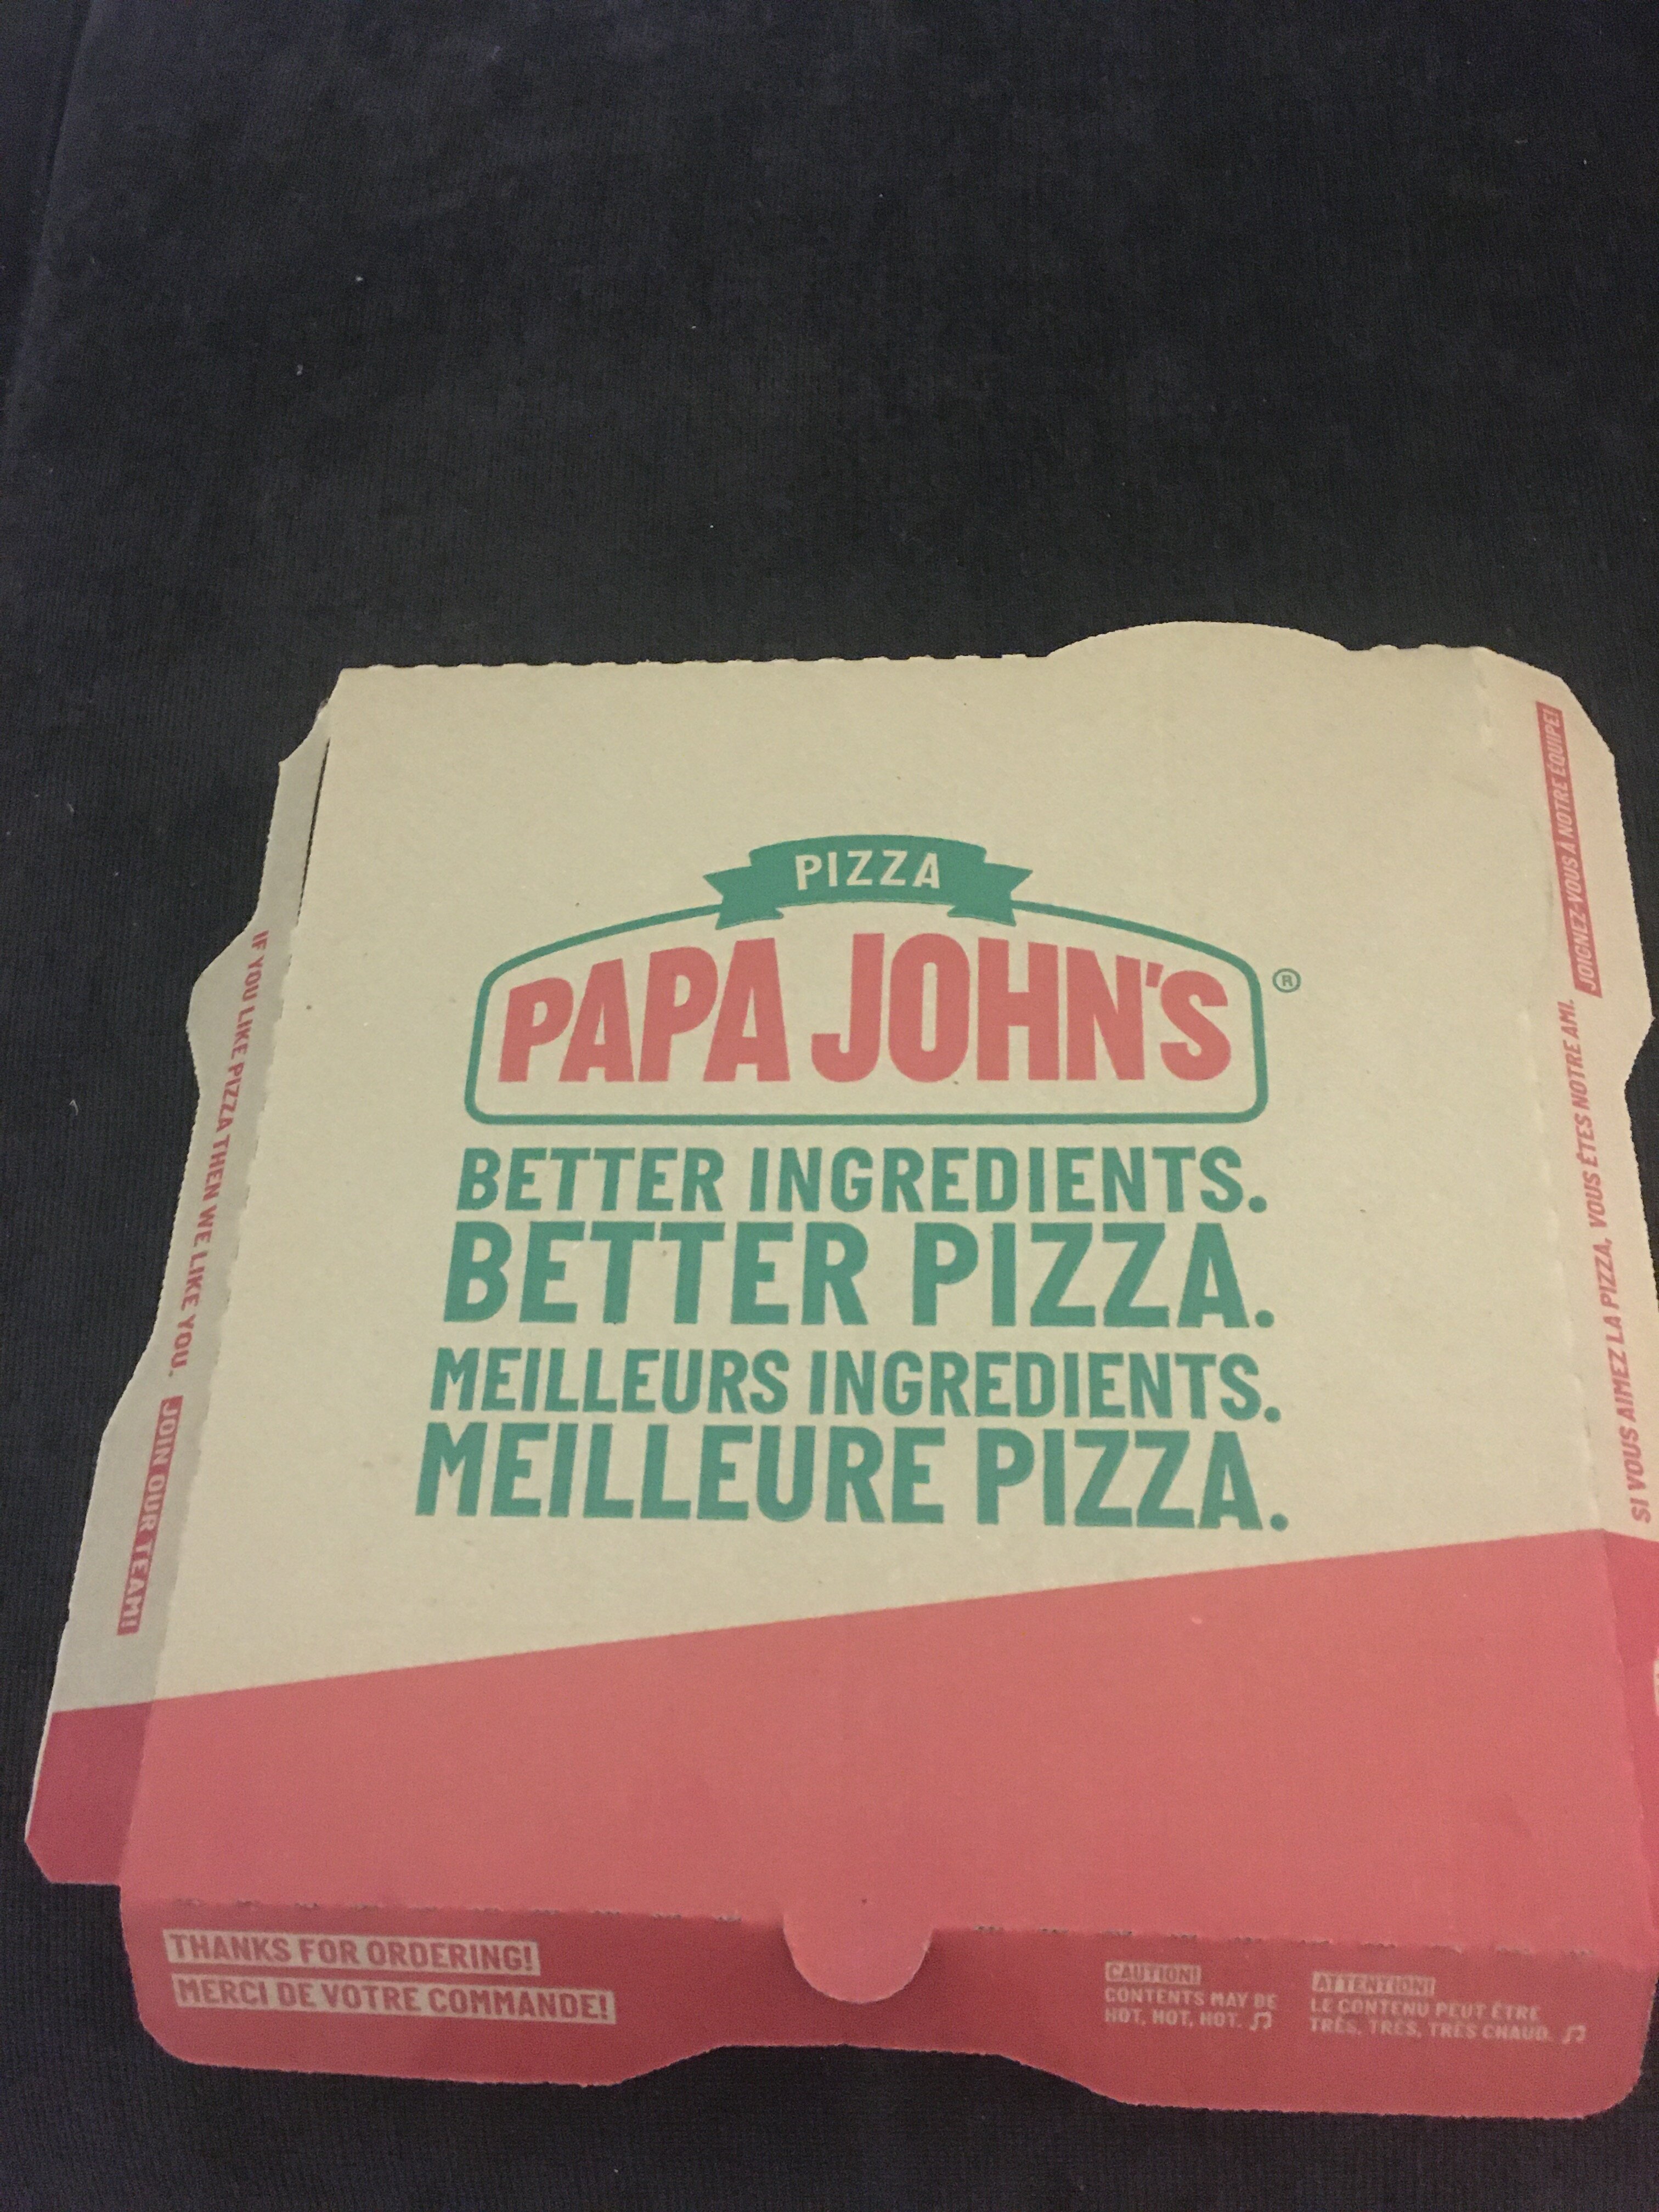 PIZZA
PAPA JOHN'S®
BETTER INGREDIENTS.
BETTER PIZZA.
MEILLEURS INGREDIENTS.
MEILLEURE PIZZA.
IF YOU LIKE PIZZA THEN WE LIKE YOU. JOIN OUR TEAM!
SI VOUS AIMEZ LA PIZZA, VOUS ÊTES NOTRE AMI. JOIGNEZ-VOUS À NOTRE ÉQUIPE!
THANKS FOR ORDERING!
MERCI DE VOTRE COMMANDE!
CAUTION!
CONTENTS MAY BE
HOT, HOT, HOT. ♫
ATTENTION!
LE CONTENU PEUT ÊTRE
TRÈS, TRÈS, TRÈS CHAUD. ♫